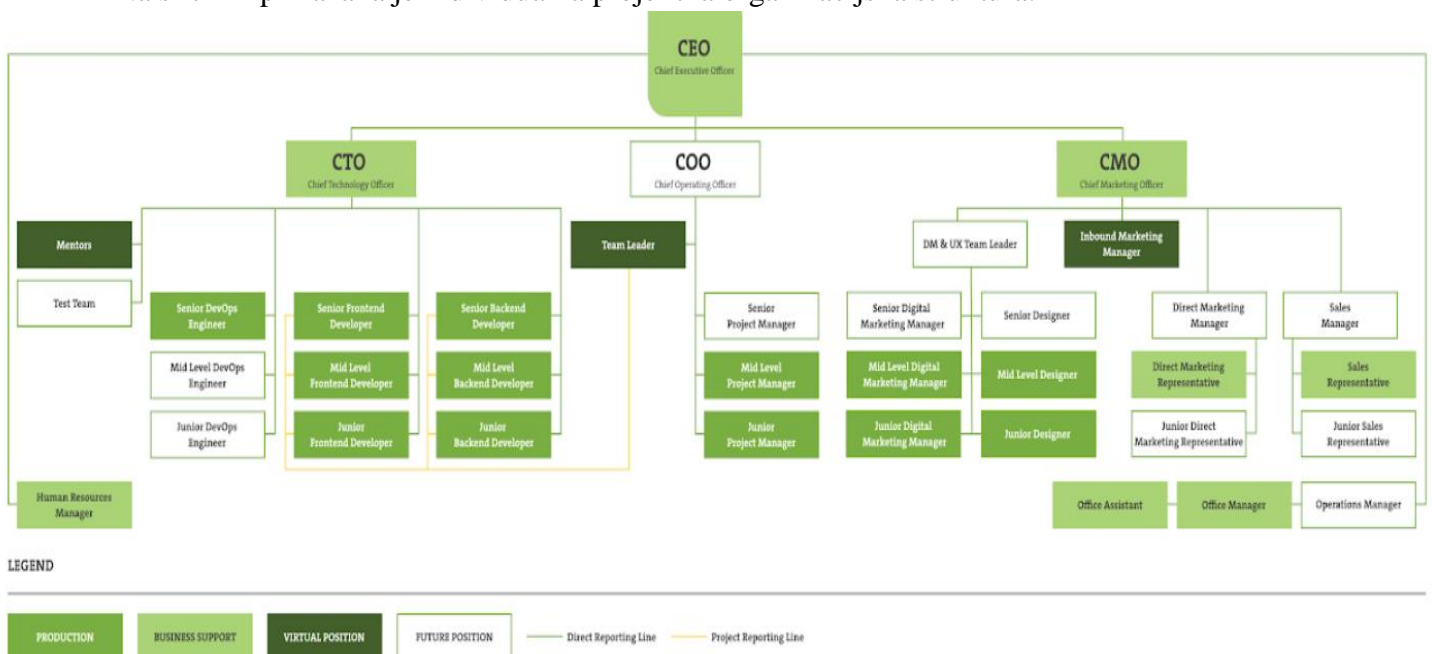 CEO
Chief Executive Officer
CTO
Chief Technology Officer
COO
Chief Operating Officer
CMO
Chief Marketing Officer
Mentors
Team Leader
DM & UX Team Leader
Inbound Marketing
Manager
Test Team
Senior DevOps
Engineer
Senior Frontend
Developer
Senior Backend
Developer
Senior
Project Manager
Senior Digital
Marketing Manager
Senior Designer
Direct Marketing
Manager
Sales
Manager
Mid Level DevOps
Engineer
Mid Level
Frontend Developer
Mid Level
Backend Developer
Mid Level
Project Manager
Mid Level Digital
Marketing Manager
Mid Level Designer
Direct Marketing
Representative
Sales
Representative
Junior DevOps
Engineer
Junior
Frontend Developer
Junior
Backend Developer
Junior
Project Manager
Junior Digital
Marketing Manager
Junior Designer
Junior Direct
Marketing Representative
Junior Sales
Representative
Human Resources
Manager
Office Assistant
Office Manager
Operations Manager
LEGEND
PRODUCTION
BUSINESS SUPPORT
VIRTUAL POSITION
FUTURE POSITION
Direct Reporting Line
Project Reporting Line